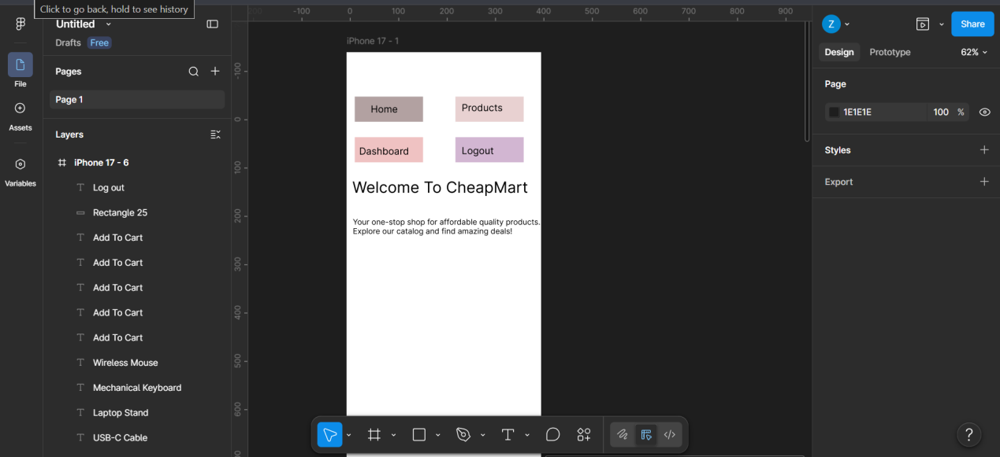 Click to go back, hold to see history
Untitled
Drafts Free
File
Assets
Variables
Pages
Page 1
Layers
iPhone 17 - 6
Log out
Rectangle 25
Add To Cart
Add To Cart
Add To Cart
Add To Cart
Add To Cart
Wireless Mouse
Mechanical Keyboard
Laptop Stand
USB-C Cable
-200 -100 0 100 200 300 400 500 600 700 800 900
-100
0
100
200
300
400
500
600
iPhone 17 - 1
Home
Products
Dashboard
Logout
Welcome To CheapMart
Your one-stop shop for affordable quality products.
Explore our catalog and find amazing deals!
Z
Share
Design Prototype 62%
Page
1E1E1E 100 %
Styles
Export
?